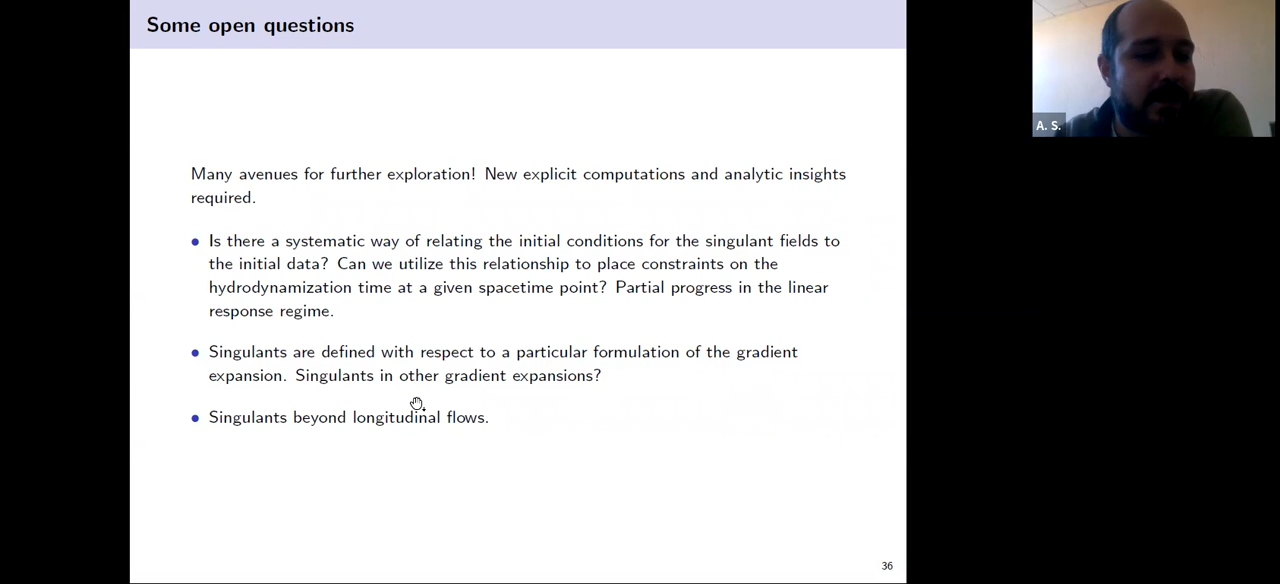 Some open questions
Many avenues for further exploration! New explicit computations and analytic insights
required.
• Is there a systematic way of relating the initial conditions for the singulant fields to
the initial data? Can we utilize this relationship to place constraints on the
hydrodynamization time at a given spacetime point? Partial progress in the linear
response regime.
• Singulants are defined with respect to a particular formulation of the gradient
expansion. Singulants in other gradient expansions?
• Singulants beyond longitudinal flows.
36
A. S.